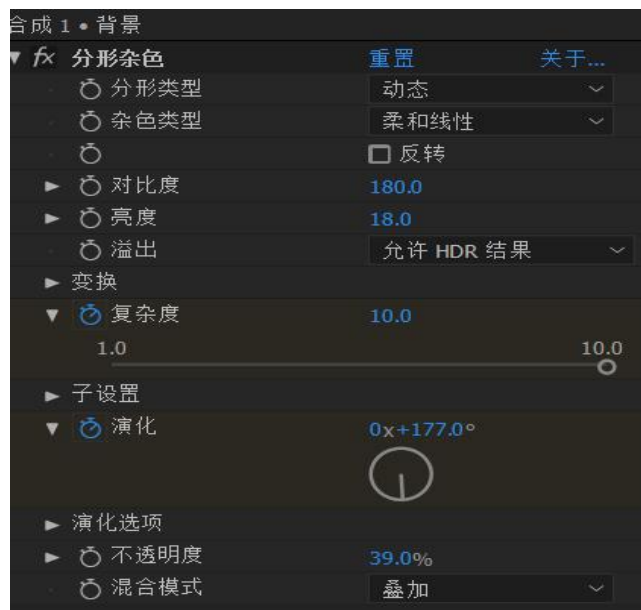 合成 1 • 背景
fx 分形杂色 重置 关于...
分形类型 动态
杂色类型 柔和线性
反转
对比度 180.0
亮度 18.0
溢出 允许 HDR 结果
变换
复杂度 10.0
1.0 10.0
子设置
演化 0x+177.0°
演化选项
不透明度 39.0%
混合模式 叠加